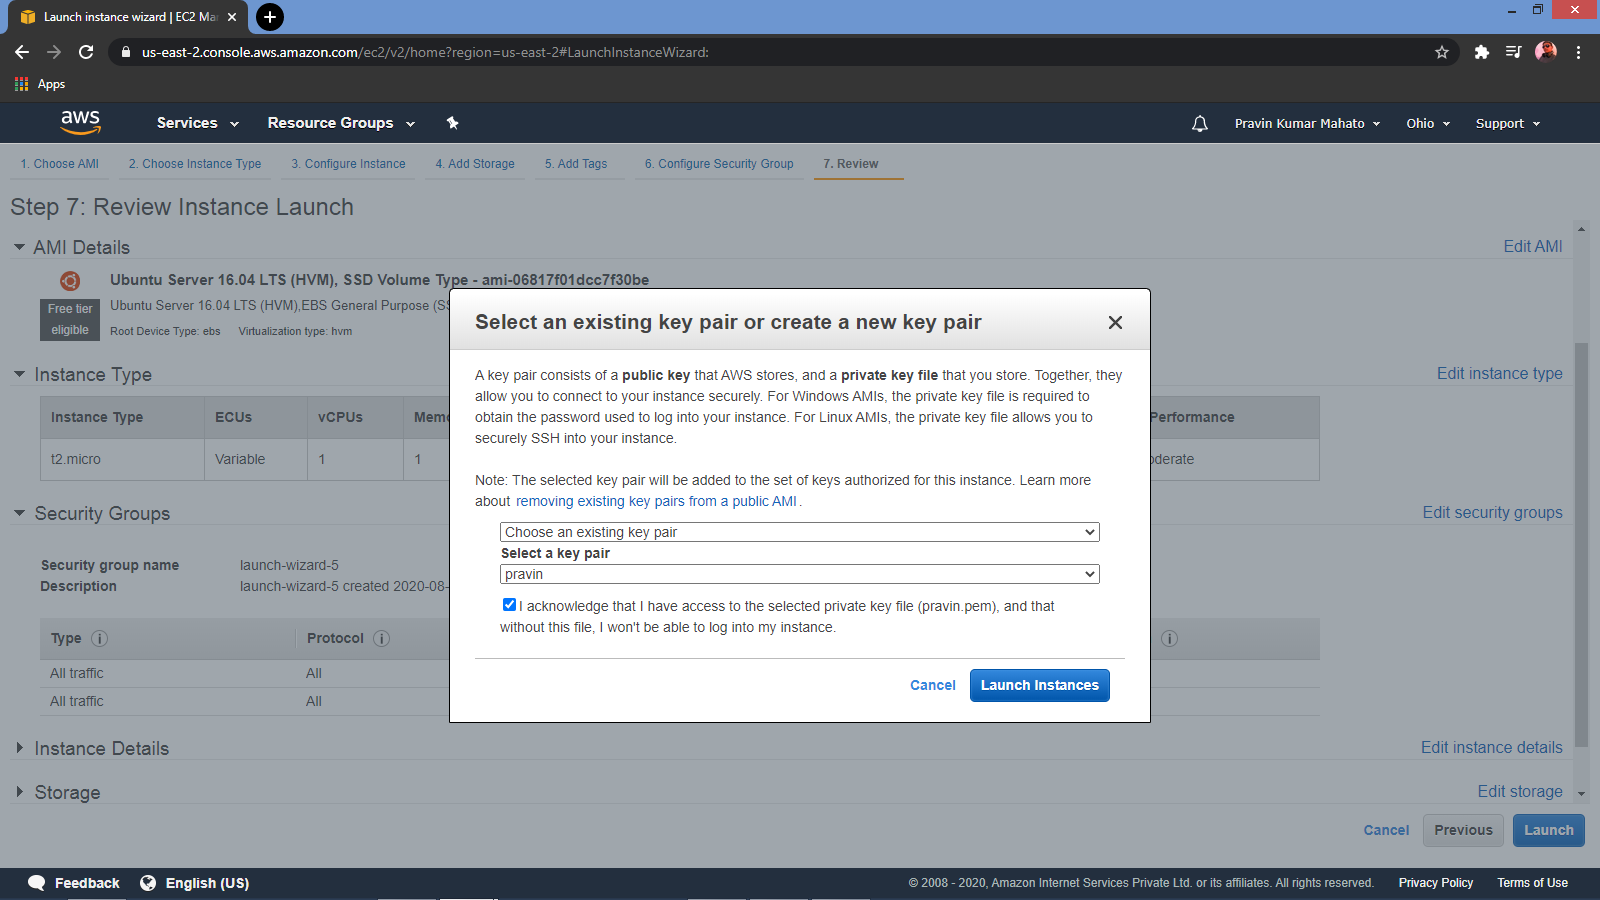 Launch instance wizard | EC2 Ma
us-east-2.console.aws.amazon.com/ec2/v2/home?region=us-east-2#LaunchInstanceWizard:
Apps
aws
Services
Resource Groups
Pravin Kumar Mahato
Ohio
Support
1. Choose AMI
2. Choose Instance Type
3. Configure Instance
4. Add Storage
5. Add Tags
6. Configure Security Group
7. Review
Step 7: Review Instance Launch
AMI Details
Edit AMI
Ubuntu Server 16.04 LTS (HVM), SSD Volume Type - ami-06817f01dcc7f30be
Free tier
eligible
Ubuntu Server 16.04 LTS (HVM),EBS General Purpose (SS
Root Device Type: ebs Virtualization type: hvm
Instance Type
Edit instance type
Instance Type ECUs vCPUs Memo Performance
t2.micro Variable 1 1 oderate
Security Groups
Edit security groups
Security group name launch-wizard-5
Description launch-wizard-5 created 2020-08-
Type Protocol
All traffic All
All traffic All
Instance Details
Edit instance details
Storage
Edit storage
Cancel
Previous
Launch
Select an existing key pair or create a new key pair
A key pair consists of a public key that AWS stores, and a private key file that you store. Together, they
allow you to connect to your instance securely. For Windows AMIs, the private key file is required to
obtain the password used to log into your instance. For Linux AMIs, the private key file allows you to
securely SSH into your instance.
Note: The selected key pair will be added to the set of keys authorized for this instance. Learn more
about removing existing key pairs from a public AMI .
Choose an existing key pair
Select a key pair
pravin
I acknowledge that I have access to the selected private key file (pravin.pem), and that
without this file, I won't be able to log into my instance.
Cancel
Launch Instances
Feedback
English (US)
© 2008 - 2020, Amazon Internet Services Private Ltd. or its affiliates. All rights reserved.
Privacy Policy
Terms of Use